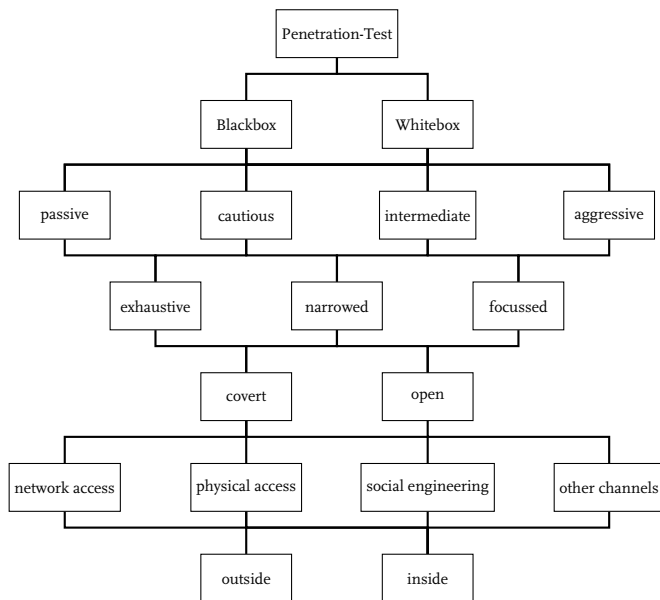 Penetration-Test
Blackbox
Whitebox
passive
cautious
intermediate
aggressive
exhaustive
narrowed
focussed
covert
open
network access
physical access
social engineering
other channels
outside
inside